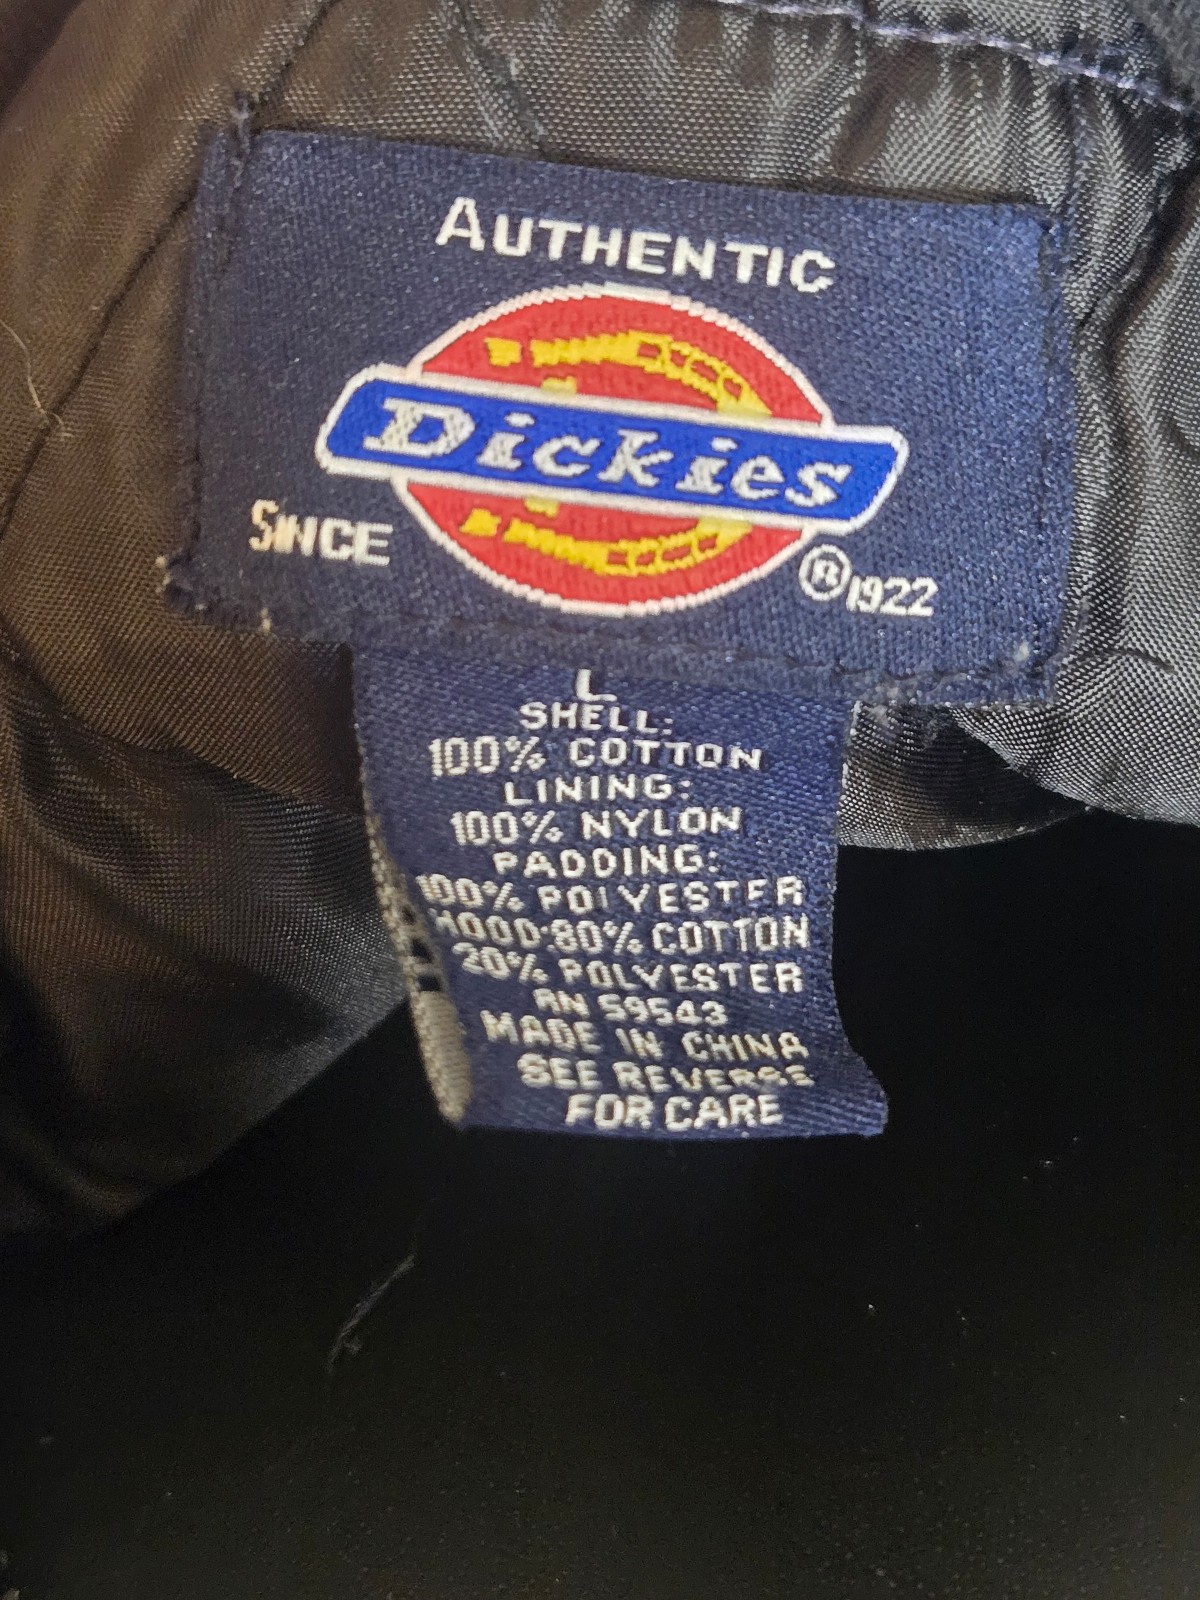 AUTHENTIC
Dickies
SINCE ®1922
L
SHELL:
100% COTTON
LINING:
100% NYLON
PADDING:
100% POLYESTER
HOOD:80% COTTON
20% POLYESTER
RN 59543
MADE IN CHINA
SEE REVERSE
FOR CARE